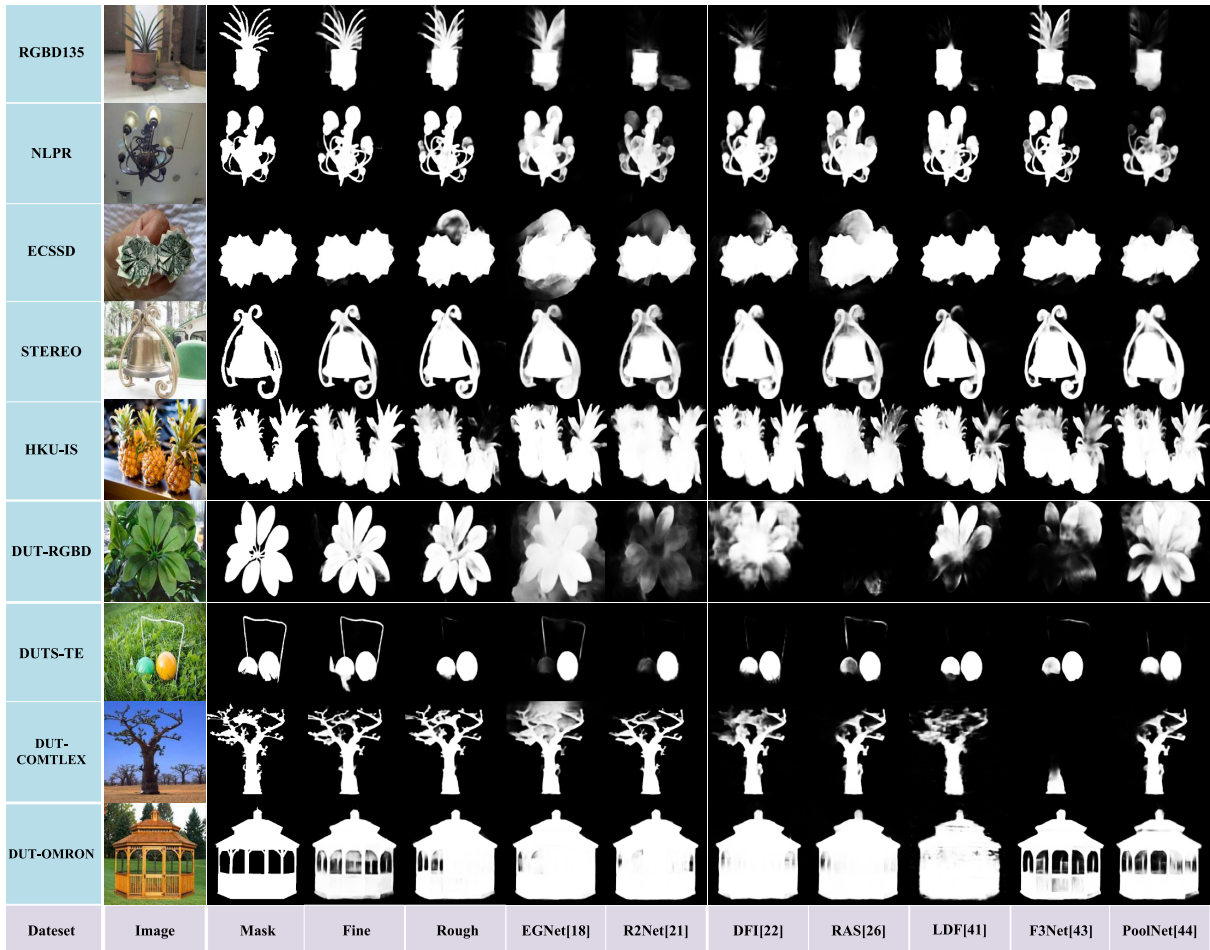 RGBD135
NLPR
ECSSD
STEREO
HKU-IS
DUT-RGBD
DUTS-TE
DUT-
COMTLEX
DUT-OMRON
Dateset Image Mask Fine Rough EGNet[18] R2Net[21] DFI[22] RAS[26] LDF[41] F3Net[43] PoolNet[44]